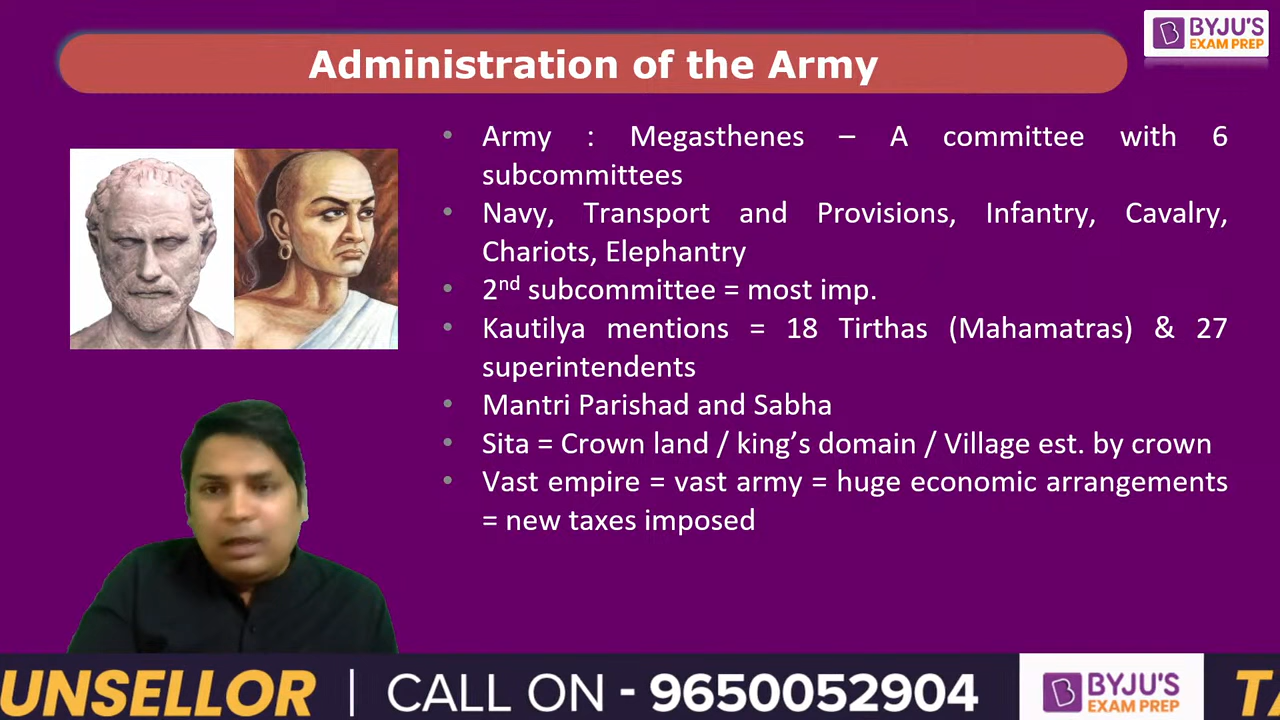 BYJU'S
EXAM PREP
Administration of the Army
• Army : Megasthenes – A committee with 6
subcommittees
• Navy, Transport and Provisions, Infantry, Cavalry,
Chariots, Elephantry
• 2nd subcommittee = most imp.
• Kautilya mentions = 18 Tirthas (Mahamatras) & 27
superintendents
• Mantri Parishad and Sabha
• Sita = Crown land / king’s domain / Village est. by crown
• Vast empire = vast army = huge economic arrangements
= new taxes imposed
UNSELLOR | CALL ON - 9650052904 BYJU'S TA
EXAM PREP